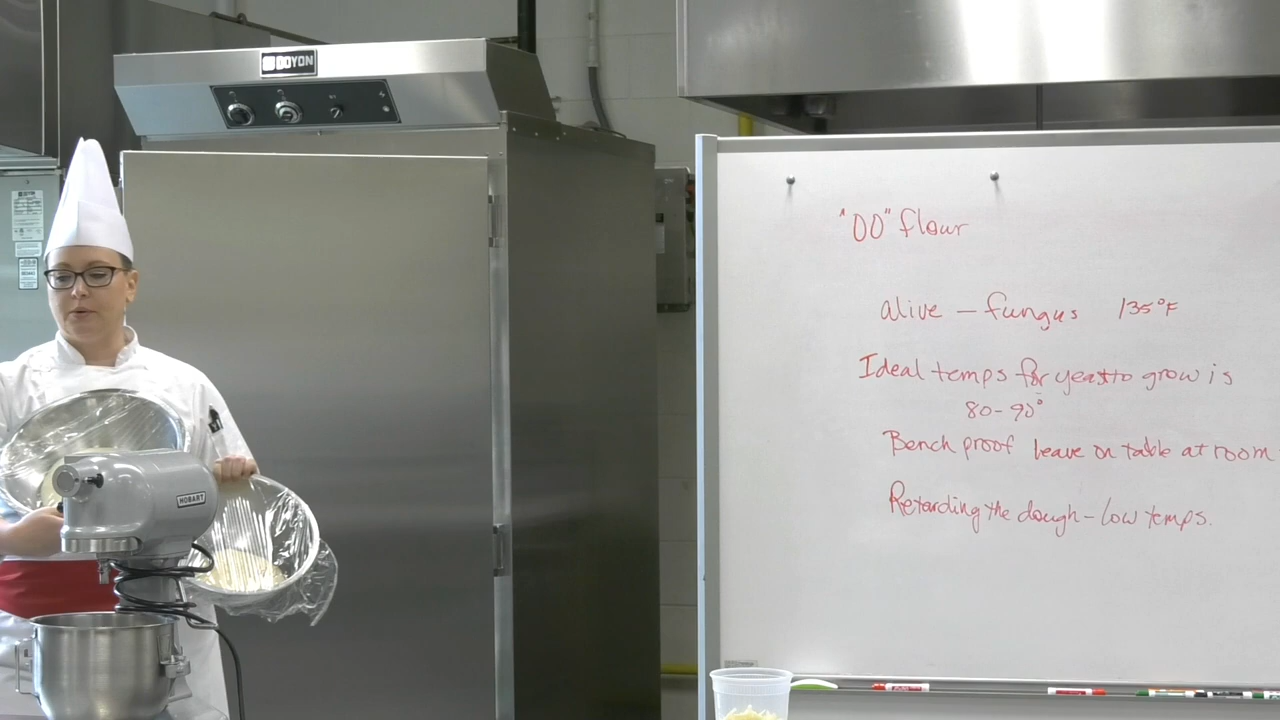 DOYON
"00" flour
alive - fungus 135°F
Ideal temps for yeast to grow is
80-90°
Bench proof leave on table at room
Retarding the dough - low temps.
HOBART